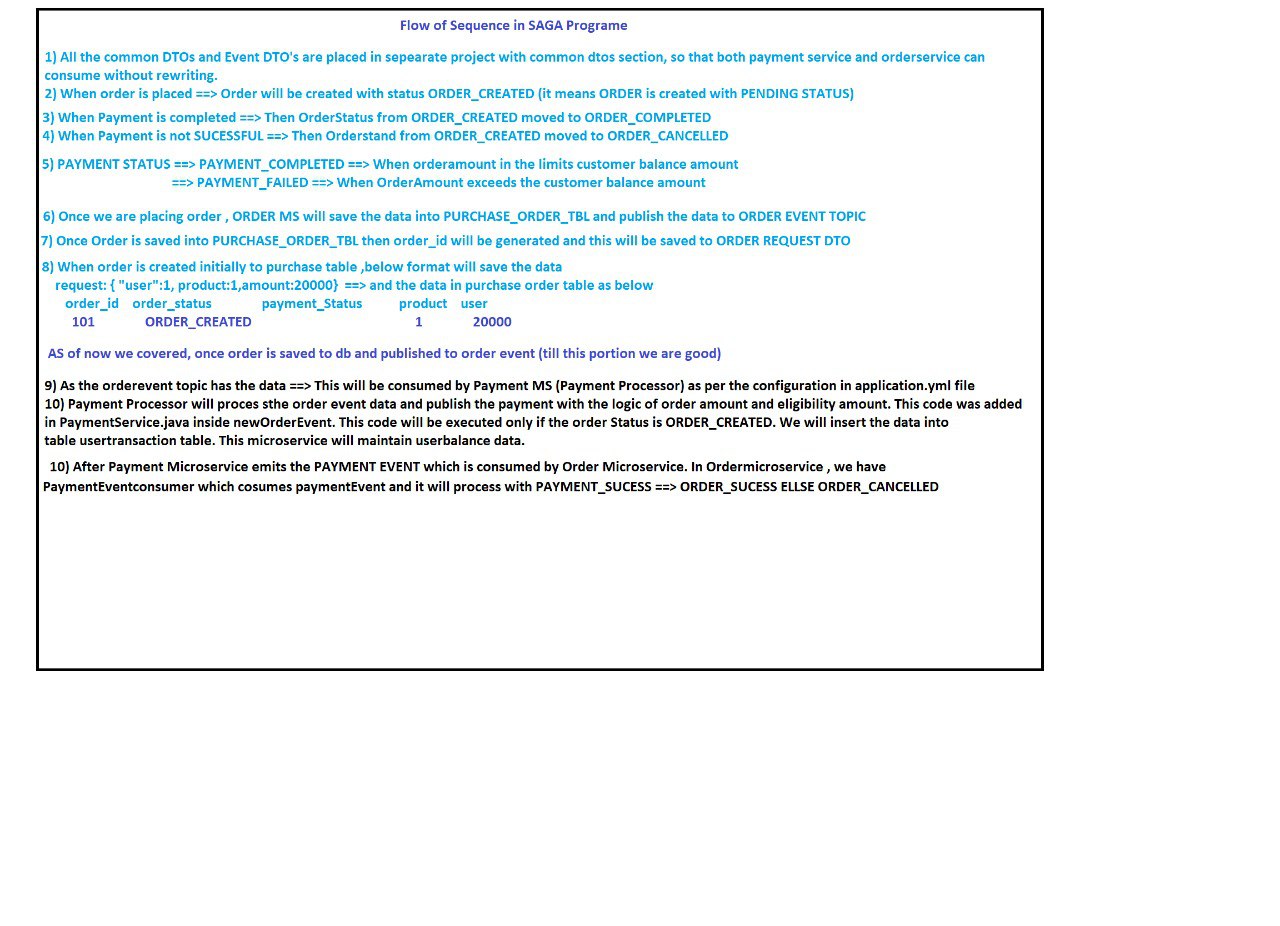 Flow of Sequence in SAGA Programe
1) All the common DTOs and Event DTO's are placed in sepearate project with common dtos section, so that both payment service and orderservice can
consume without rewriting.
2) When order is placed ==> Order will be created with status ORDER_CREATED (it means ORDER is created with PENDING STATUS)
3) When Payment is completed ==> Then OrderStatus from ORDER_CREATED moved to ORDER_COMPLETED
4) When Payment is not SUCESSFUL ==> Then Orderstand from ORDER_CREATED moved to ORDER_CANCELLED
5) PAYMENT STATUS ==> PAYMENT_COMPLETED ==> When orderamount in the limits customer balance amount
==> PAYMENT_FAILED ==> When OrderAmount exceeds the customer balance amount
6) Once we are placing order , ORDER MS will save the data into PURCHASE_ORDER_TBL and publish the data to ORDER EVENT TOPIC
7) Once Order is saved into PURCHASE_ORDER_TBL then order_id will be generated and this will be saved to ORDER REQUEST DTO
8) When order is created initially to purchase table ,below format will save the data
request: { "user":1, product:1,amount:20000} ==> and the data in purchase order table as below
order_id order_status payment_Status product user
101 ORDER_CREATED 1 20000
AS of now we covered, once order is saved to db and published to order event (till this portion we are good)
9) As the orderevent topic has the data ==> This will be consumed by Payment MS (Payment Processor) as per the configuration in application.yml file
10) Payment Processor will proces sthe order event data and publish the payment with the logic of order amount and eligibility amount. This code was added
in PaymentService.java inside newOrderEvent. This code will be executed only if the order Status is ORDER_CREATED. We will insert the data into
table usertransaction table. This microservice will maintain userbalance data.
10) After Payment Microservice emits the PAYMENT EVENT which is consumed by Order Microservice. In Ordermicroservice , we have
PaymentEventconsumer which cosumes paymentEvent and it will process with PAYMENT_SUCESS ==> ORDER_SUCESS ELLSE ORDER_CANCELLED